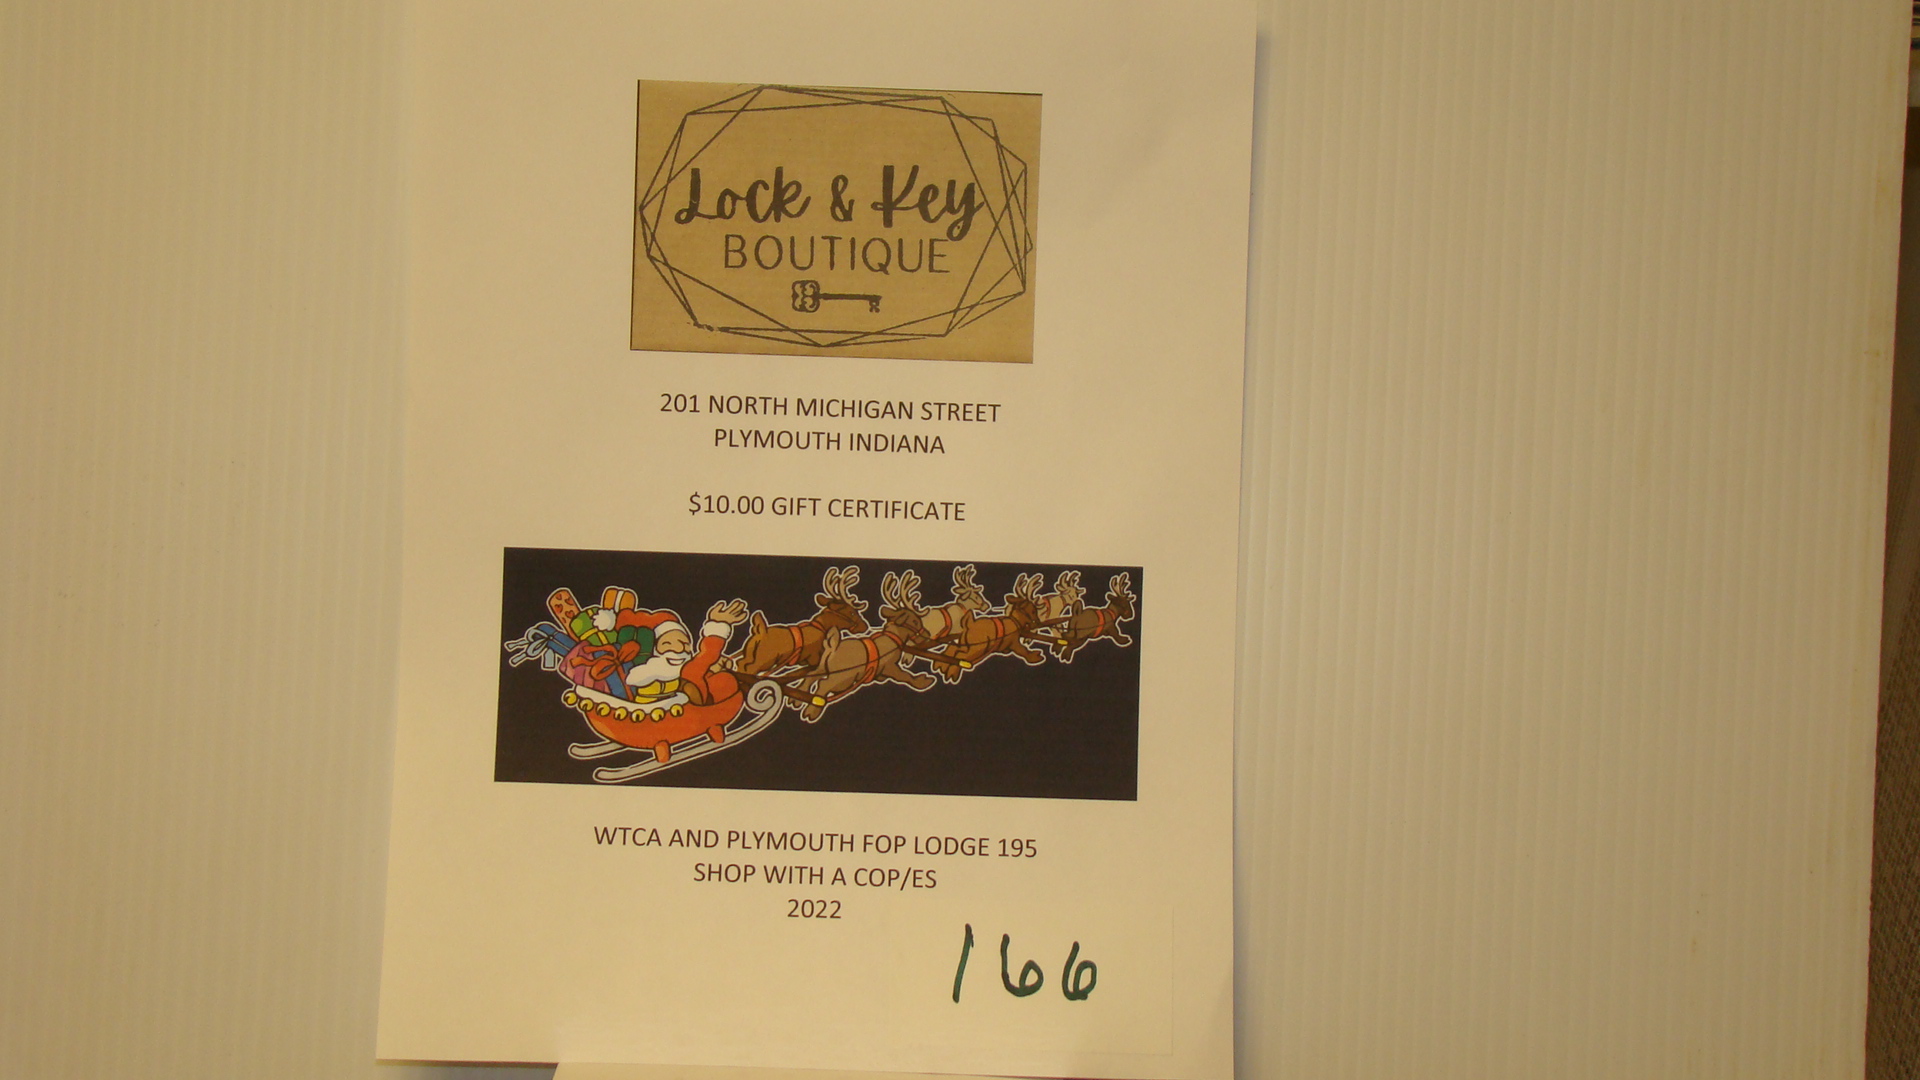 Lock & Key
BOUTIQUE
201 NORTH MICHIGAN STREET
PLYMOUTH INDIANA
$10.00 GIFT CERTIFICATE
WTCA AND PLYMOUTH FOP LODGE 195
SHOP WITH A COP/ES
2022
166